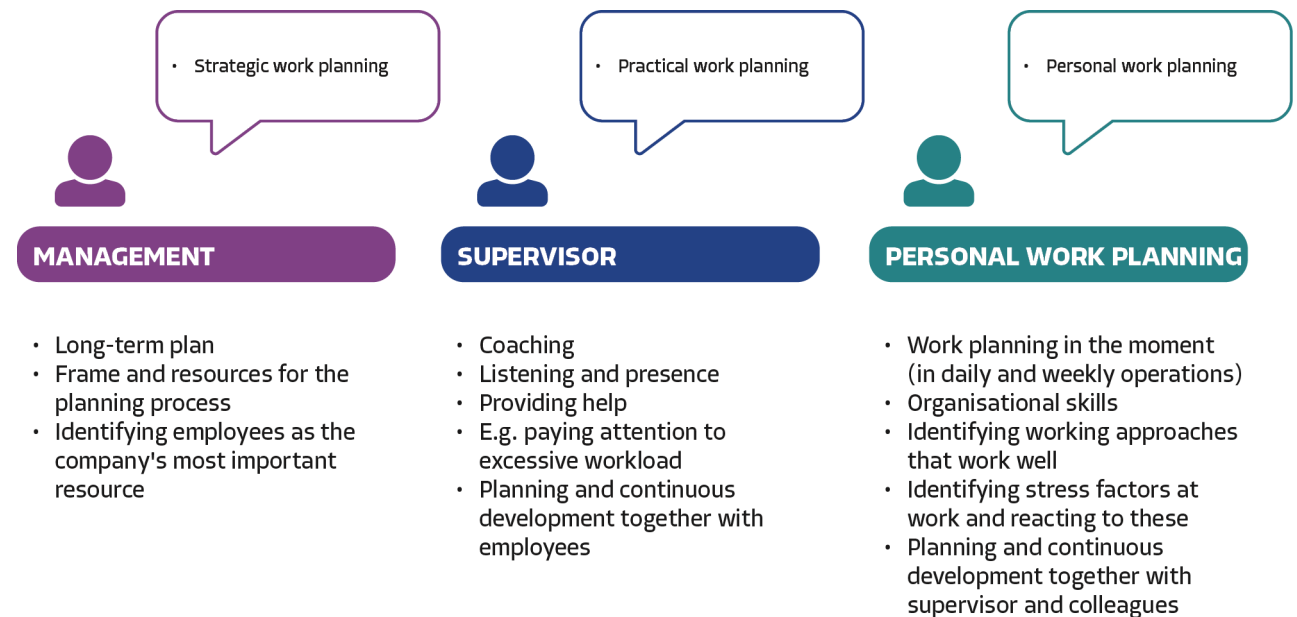 • Strategic work planning
• Practical work planning
• Personal work planning
MANAGEMENT
• Long-term plan
• Frame and resources for the
planning process
• Identifying employees as the
company's most important
resource
SUPERVISOR
• Coaching
• Listening and presence
• Providing help
• E.g. paying attention to
excessive workload
• Planning and continuous
development together with
employees
PERSONAL WORK PLANNING
• Work planning in the moment
(in daily and weekly operations)
• Organisational skills
• Identifying working approaches
that work well
• Identifying stress factors at
work and reacting to these
• Planning and continuous
development together with
supervisor and colleagues